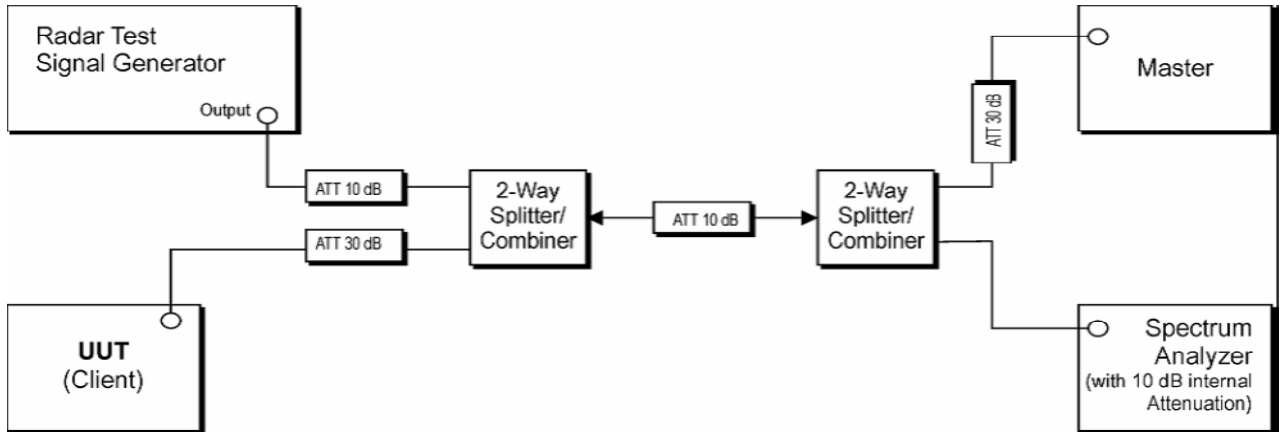 Radar Test
Signal Generator
Output
ATT 10 dB
2-Way
Splitter/
Combiner
ATT 30 dB
ATT 10 dB
2-Way
Splitter/
Combiner
ATT 30 dB
Master
UUT
(Client)
Spectrum
Analyzer
(with 10 dB internal
Attenuation)